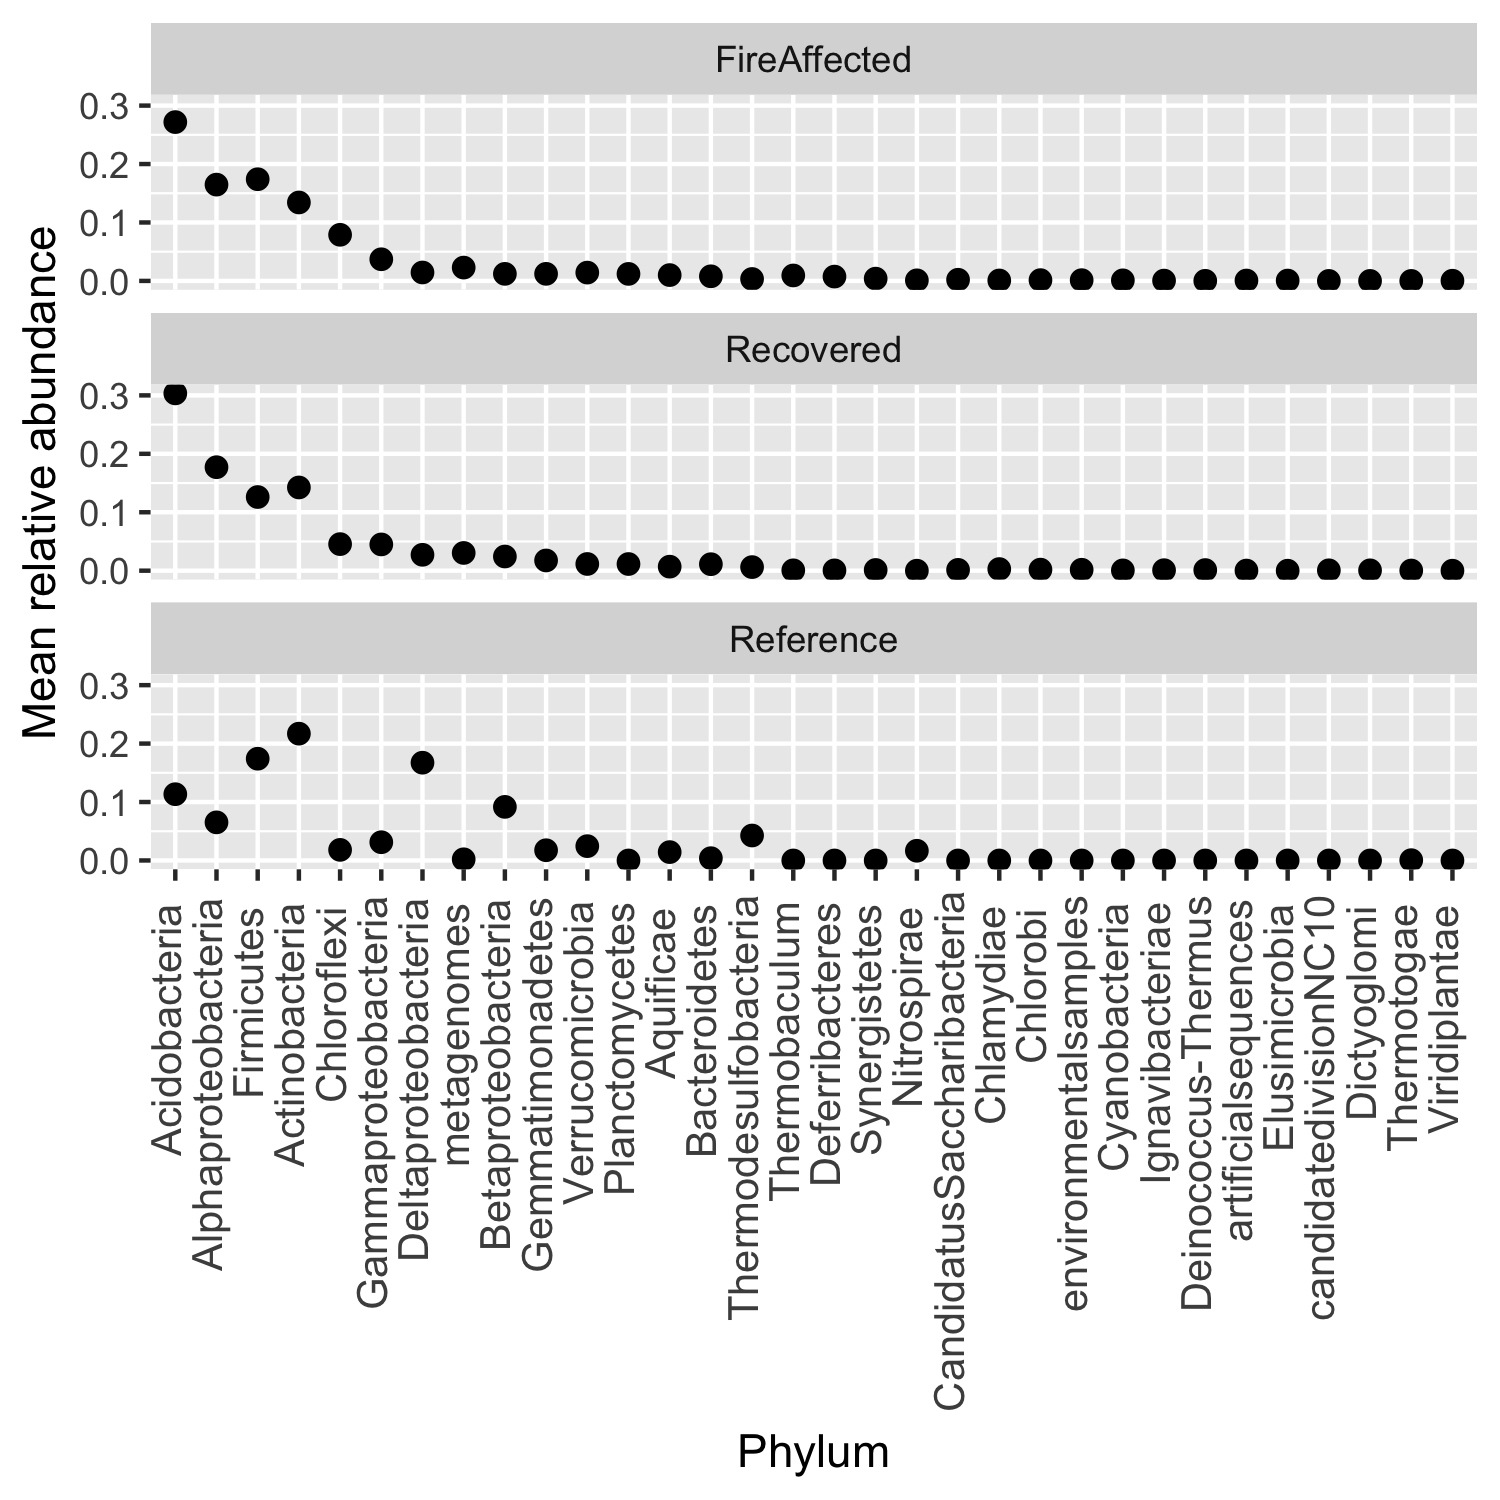 FireAffected
0.3
0.2
0.1
0.0
Recovered
0.3
0.2
0.1
0.0
Reference
0.3
0.2
0.1
0.0
Mean relative abundance
Acidobacteria
Alphaproteobacteria
Firmicutes
Actinobacteria
Chloroflexi
Gammaproteobacteria
Deltaproteobacteria
metagenomes
Betaproteobacteria
Gemmatimonadetes
Verrucomicrobia
Planctomycetes
Aquificae
Bacteroidetes
Thermodesulfobacteria
Thermobaculum
Deferribacteres
Synergistetes
Nitrospirae
CandidatusSaccharibacteria
Chlamydiae
Chlorobi
environmentalsamples
Cyanobacteria
Ignavibacteriae
Deinococcus-Thermus
artificialsequences
Elusimicrobia
candidatedivisionNC10
Dictyoglomi
Thermotogae
Viridiplantae
Phylum